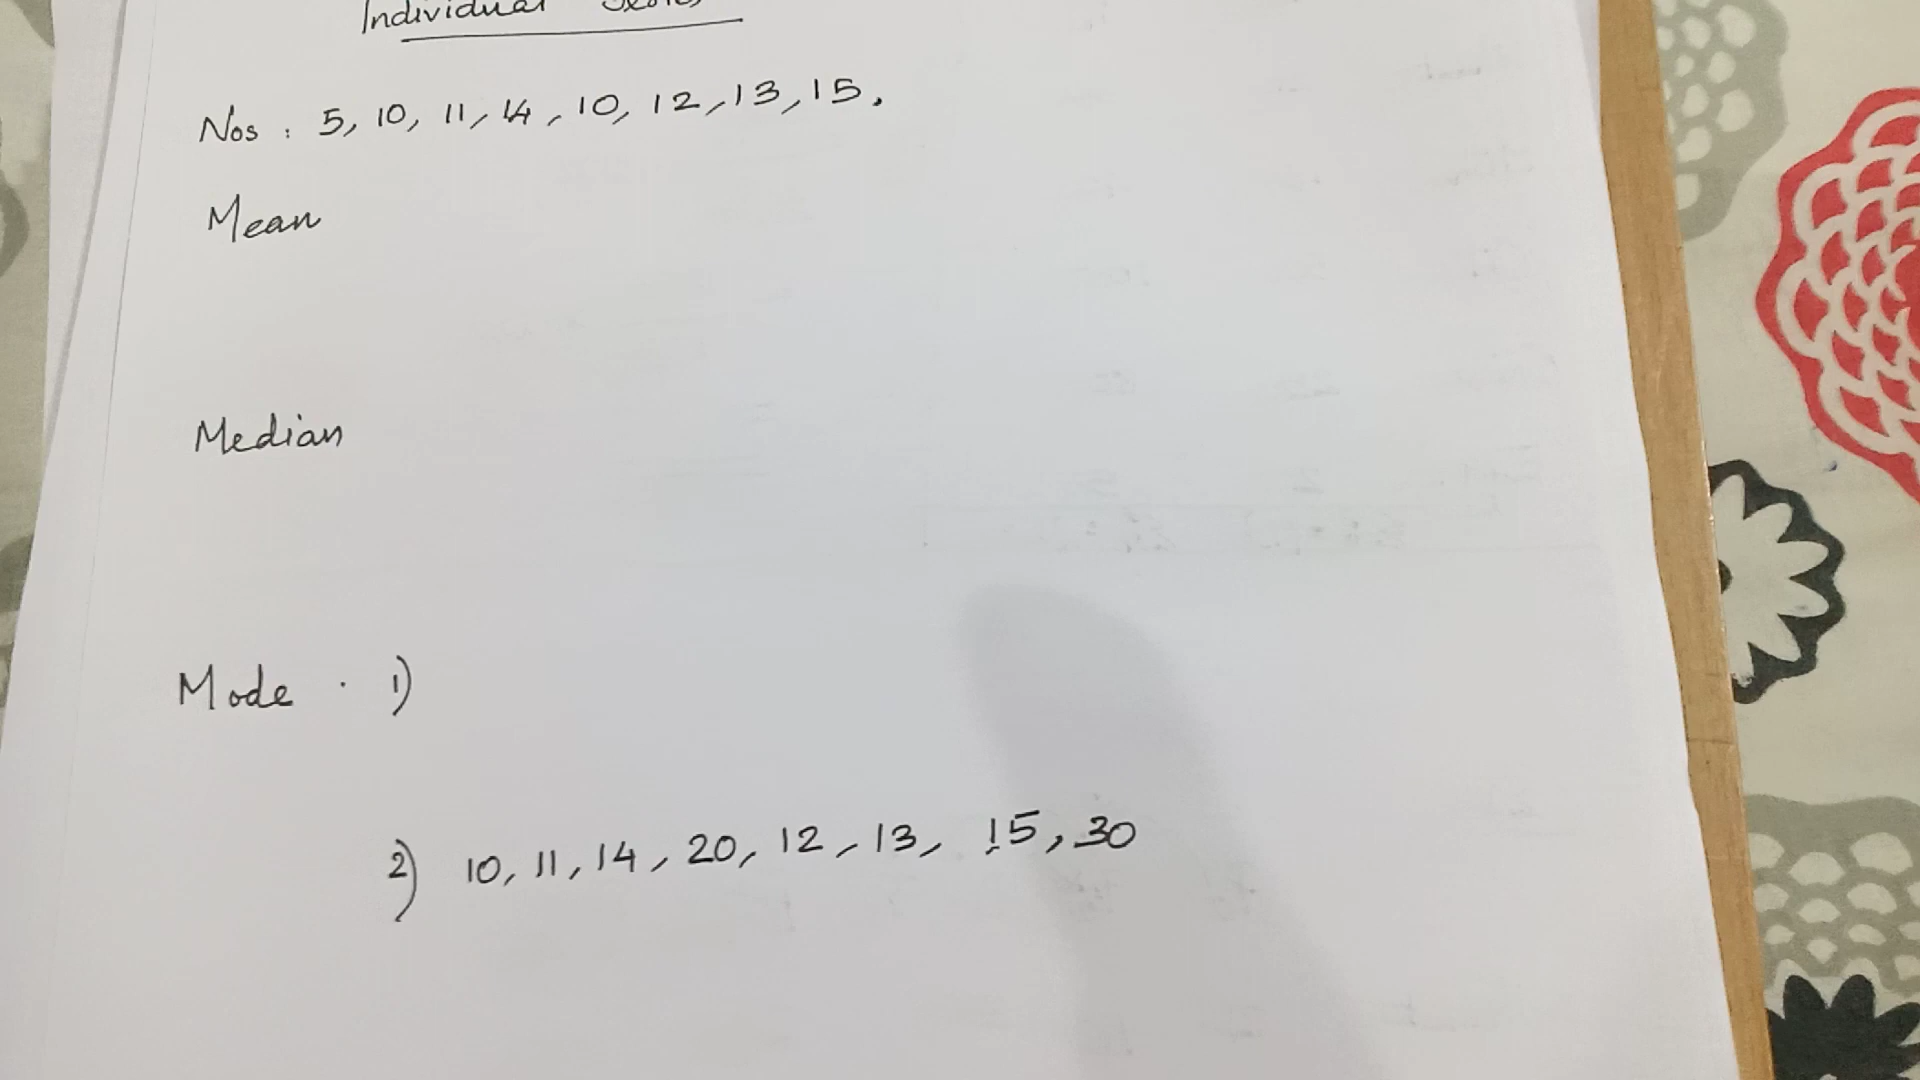 Individual
Nos : 5, 10, 11, 14, 10, 12, 13, 15.
Mean
Median
Mode . 1)
2) 10, 11, 14, 20, 12, 13, 15, 30